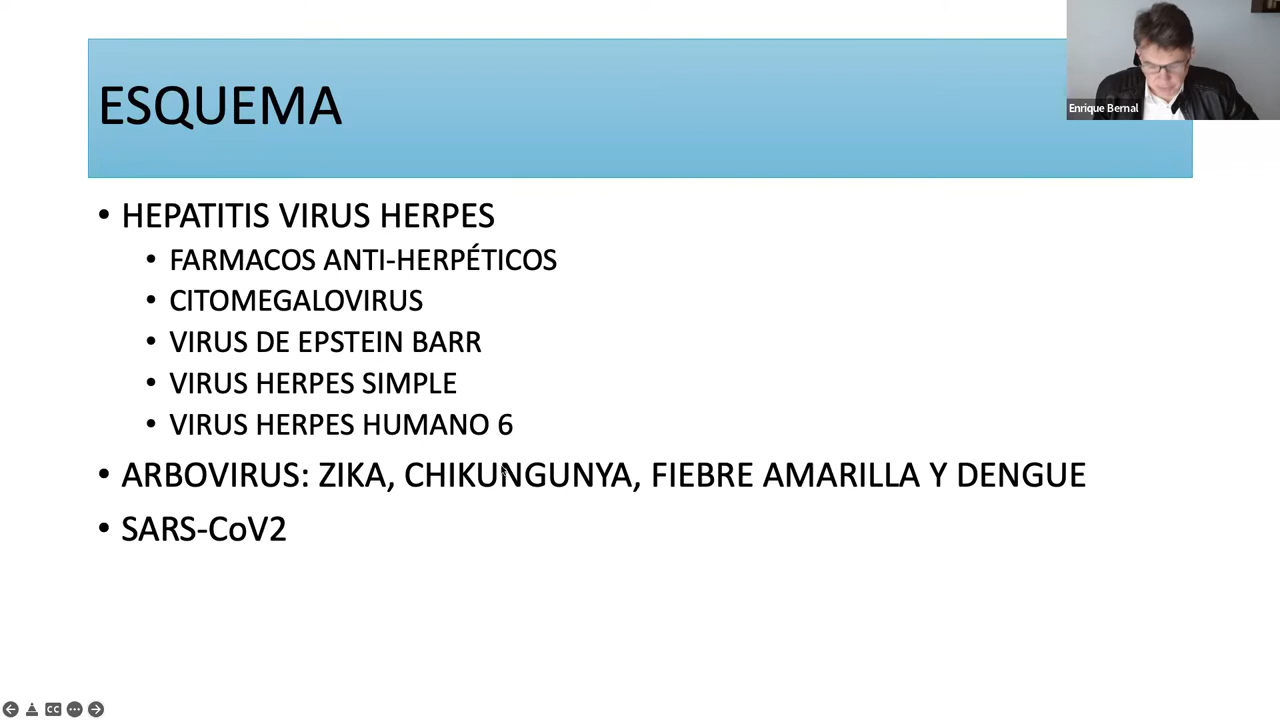 ESQUEMA
Enrique Bernal
• HEPATITIS VIRUS HERPES
• FARMACOS ANTI-HERPÉTICOS
• CITOMEGALOVIRUS
• VIRUS DE EPSTEIN BARR
• VIRUS HERPES SIMPLE
• VIRUS HERPES HUMANO 6
• ARBOVIRUS: ZIKA, CHIKUNGUNYA, FIEBRE AMARILLA Y DENGUE
• SARS-CoV2
CC